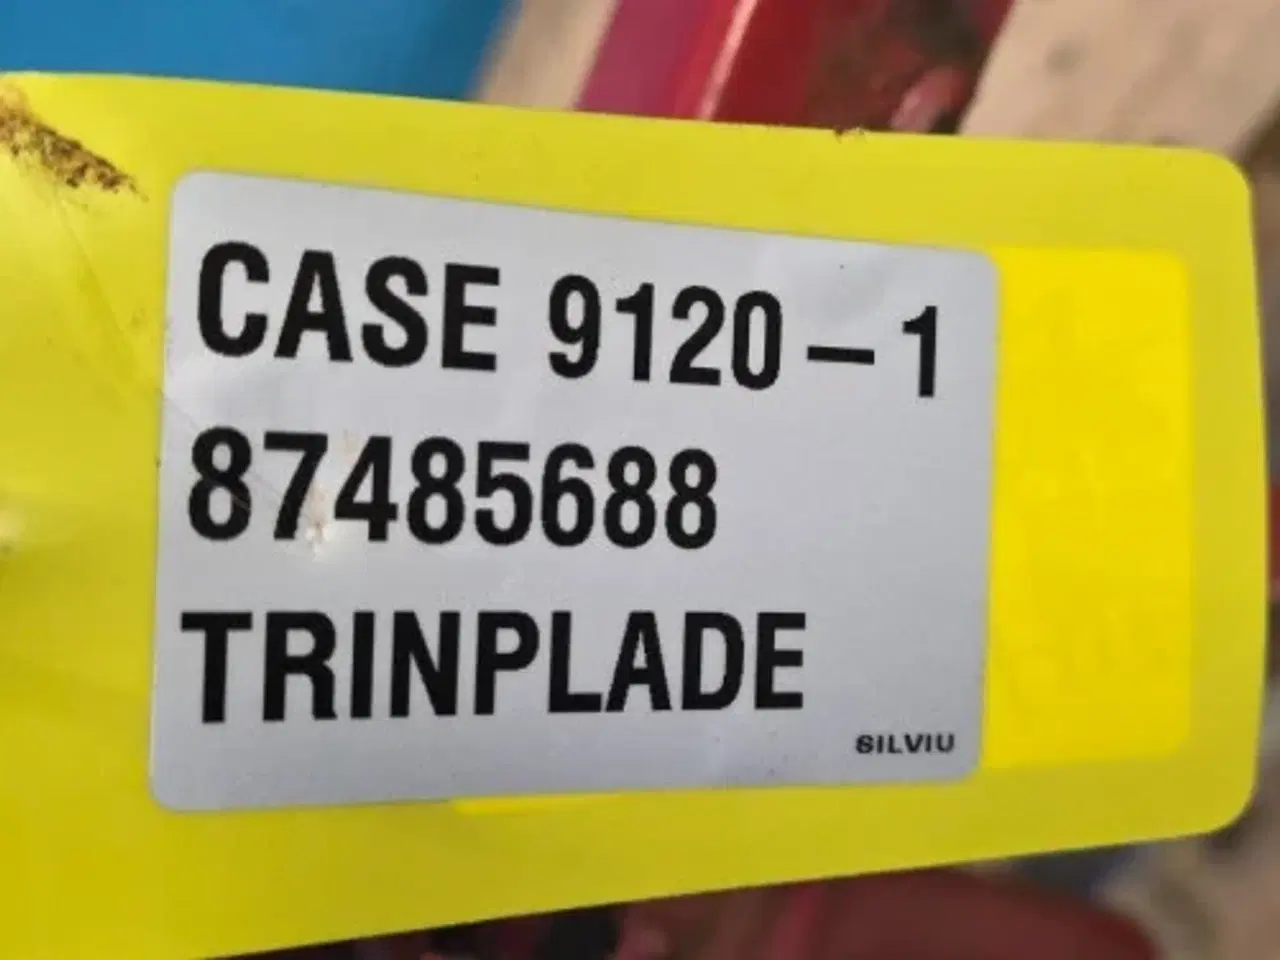 CASE 9120-1
87485688
TRINPLADE
SILVIU